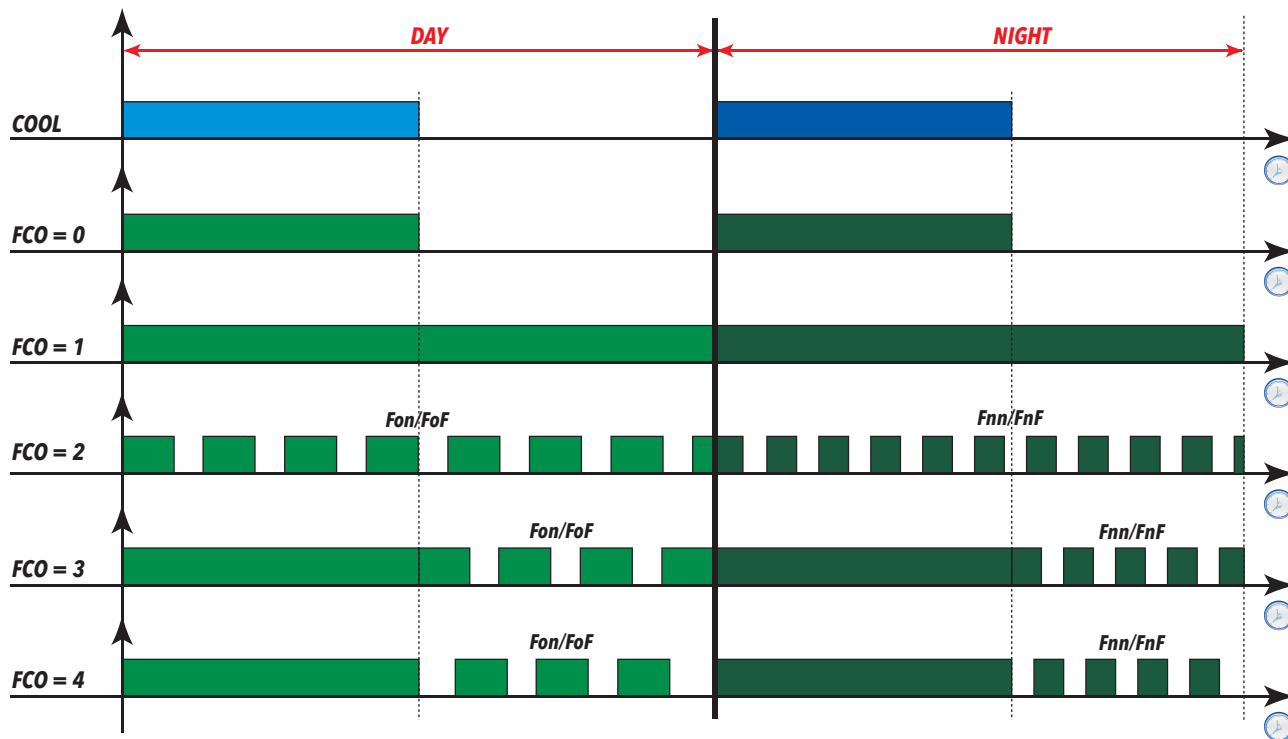 DAY
NIGHT
COOL
FCO = 0
FCO = 1
Fon/FoF
Fnn/FnF
FCO = 2
Fon/FoF
Fnn/FnF
FCO = 3
Fon/FoF
Fnn/FnF
FCO = 4